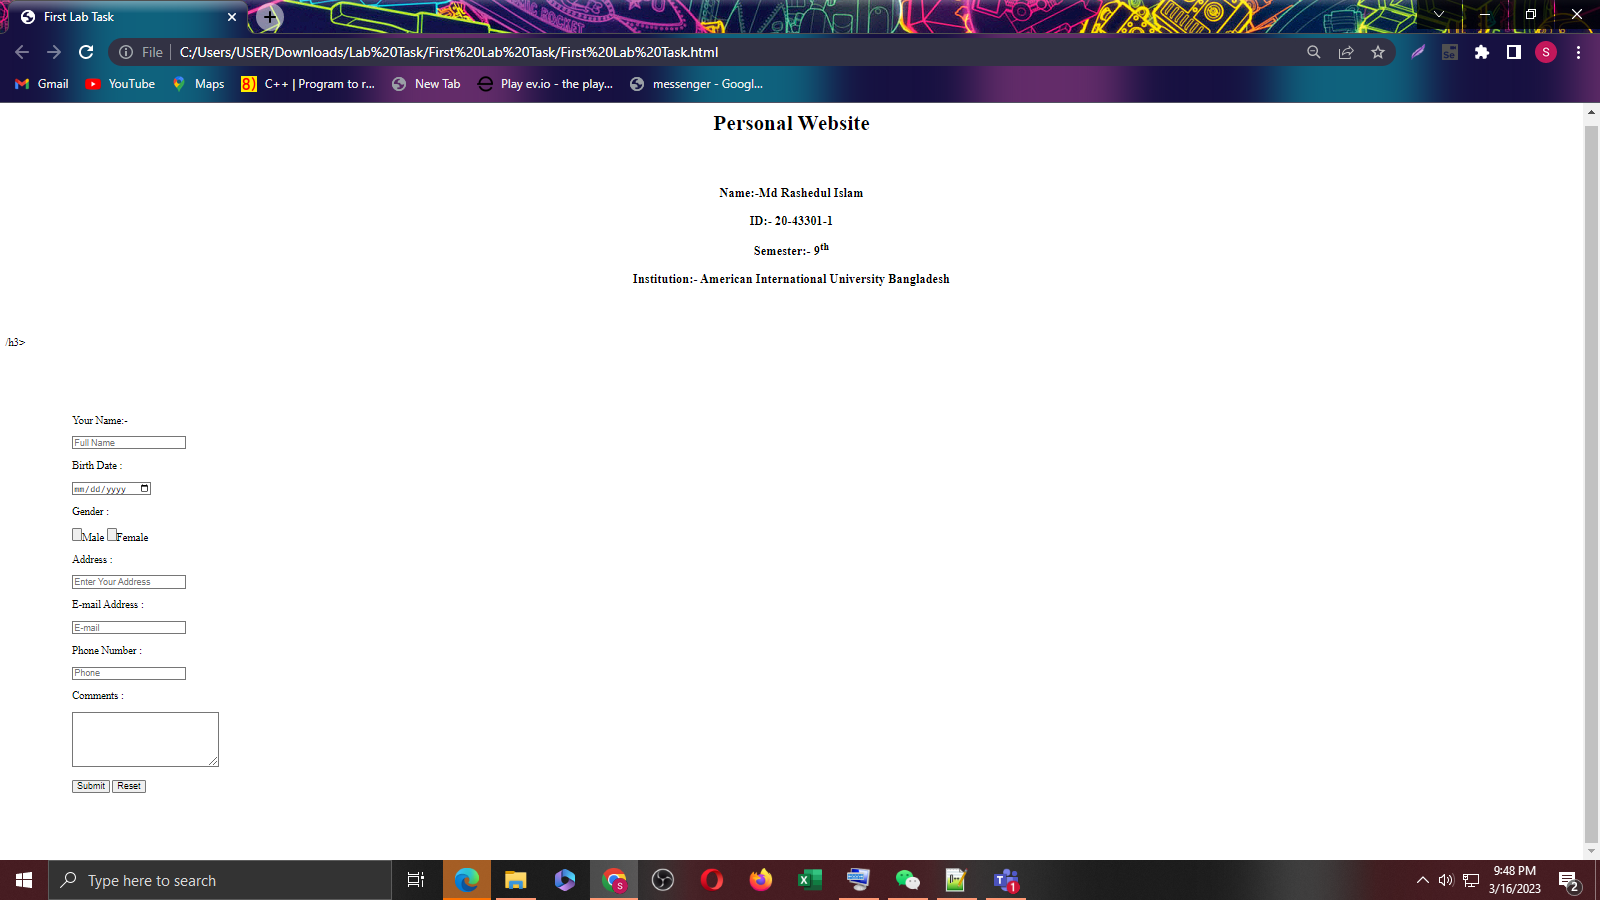 First Lab Task
File C:/Users/USER/Downloads/Lab%20Task/First%20Lab%20Task/First%20Lab%20Task.html
S
Gmail YouTube Maps 8) C++ | Program to r... New Tab Play ev.io - the play... messenger - Googl...
Personal Website
Name:-Md Rashedul Islam
ID:- 20-43301-1
Semester:- 9th
Institution:- American International University Bangladesh
/h3>
Your Name:-
Full Name
Birth Date :
mm/dd/yyyy
Gender :
Male Female
Address :
Enter Your Address
E-mail Address :
E-mail
Phone Number :
Phone
Comments :
Submit Reset
Type here to search
9:48 PM
3/16/2023
2